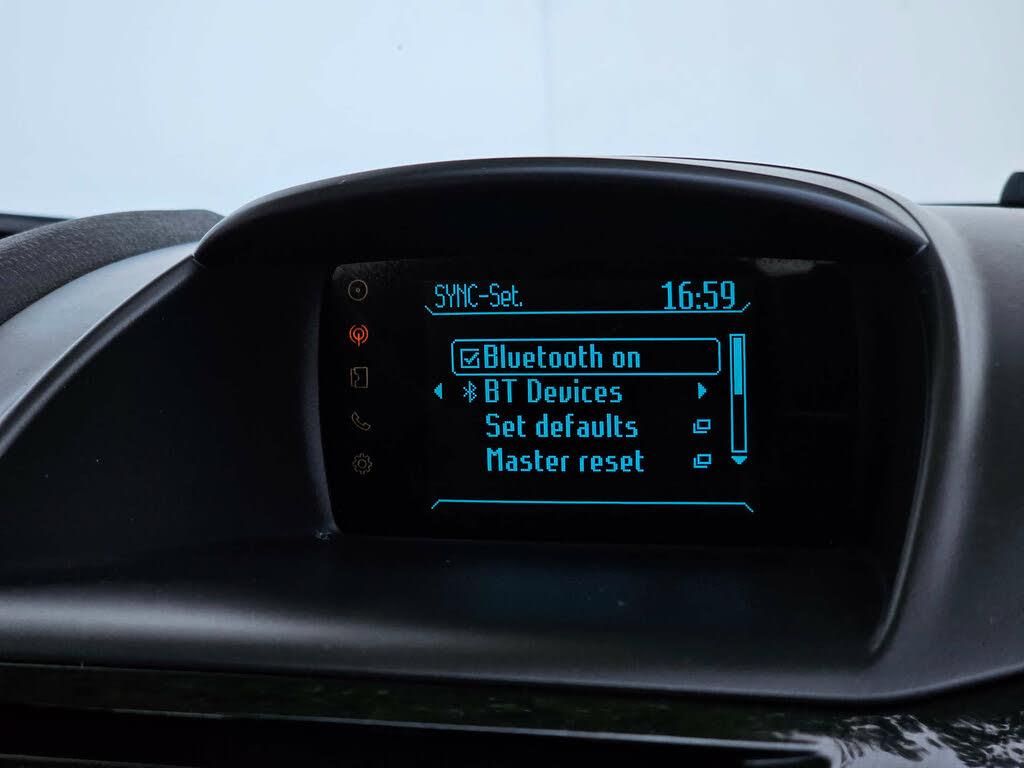 SYNC-Set. 16:59
Bluetooth on
BT Devices
Set defaults
Master reset